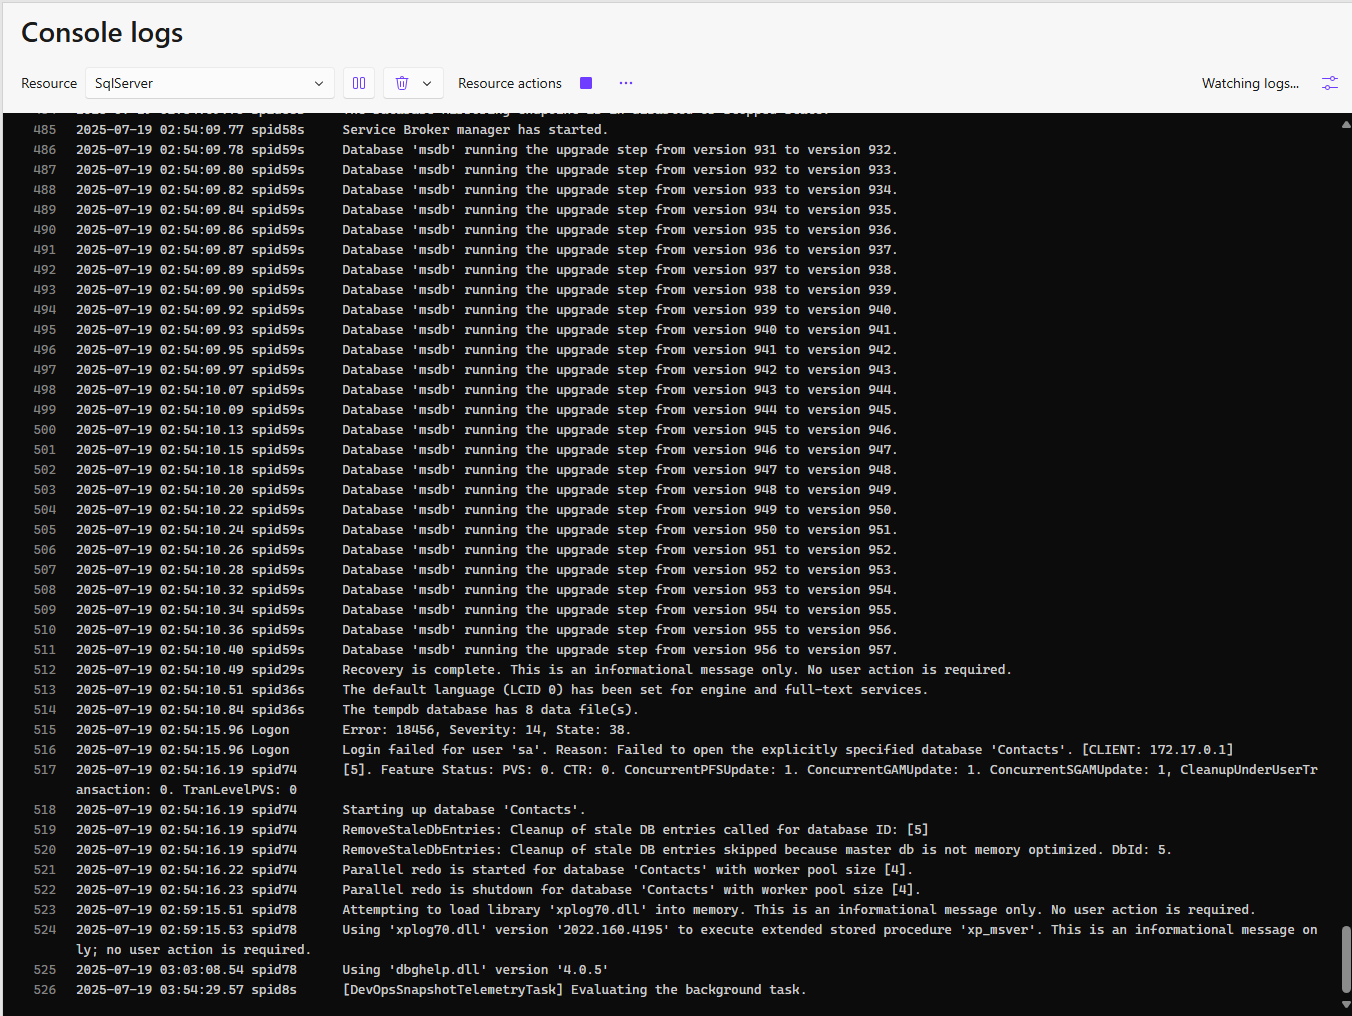 Console logs
Resource SqlServer Resource actions Watching logs...
485 2025-07-19 02:54:09.77 spid58s Service Broker manager has started.
486 2025-07-19 02:54:09.78 spid59s Database 'msdb' running the upgrade step from version 931 to version 932.
487 2025-07-19 02:54:09.80 spid59s Database 'msdb' running the upgrade step from version 932 to version 933.
488 2025-07-19 02:54:09.82 spid59s Database 'msdb' running the upgrade step from version 933 to version 934.
489 2025-07-19 02:54:09.84 spid59s Database 'msdb' running the upgrade step from version 934 to version 935.
490 2025-07-19 02:54:09.86 spid59s Database 'msdb' running the upgrade step from version 935 to version 936.
491 2025-07-19 02:54:09.87 spid59s Database 'msdb' running the upgrade step from version 936 to version 937.
492 2025-07-19 02:54:09.89 spid59s Database 'msdb' running the upgrade step from version 937 to version 938.
493 2025-07-19 02:54:09.90 spid59s Database 'msdb' running the upgrade step from version 938 to version 939.
494 2025-07-19 02:54:09.92 spid59s Database 'msdb' running the upgrade step from version 939 to version 940.
495 2025-07-19 02:54:09.93 spid59s Database 'msdb' running the upgrade step from version 940 to version 941.
496 2025-07-19 02:54:09.95 spid59s Database 'msdb' running the upgrade step from version 941 to version 942.
497 2025-07-19 02:54:09.97 spid59s Database 'msdb' running the upgrade step from version 942 to version 943.
498 2025-07-19 02:54:10.07 spid59s Database 'msdb' running the upgrade step from version 943 to version 944.
499 2025-07-19 02:54:10.09 spid59s Database 'msdb' running the upgrade step from version 944 to version 945.
500 2025-07-19 02:54:10.13 spid59s Database 'msdb' running the upgrade step from version 945 to version 946.
501 2025-07-19 02:54:10.15 spid59s Database 'msdb' running the upgrade step from version 946 to version 947.
502 2025-07-19 02:54:10.18 spid59s Database 'msdb' running the upgrade step from version 947 to version 948.
503 2025-07-19 02:54:10.20 spid59s Database 'msdb' running the upgrade step from version 948 to version 949.
504 2025-07-19 02:54:10.22 spid59s Database 'msdb' running the upgrade step from version 949 to version 950.
505 2025-07-19 02:54:10.24 spid59s Database 'msdb' running the upgrade step from version 950 to version 951.
506 2025-07-19 02:54:10.26 spid59s Database 'msdb' running the upgrade step from version 951 to version 952.
507 2025-07-19 02:54:10.28 spid59s Database 'msdb' running the upgrade step from version 952 to version 953.
508 2025-07-19 02:54:10.32 spid59s Database 'msdb' running the upgrade step from version 953 to version 954.
509 2025-07-19 02:54:10.34 spid59s Database 'msdb' running the upgrade step from version 954 to version 955.
510 2025-07-19 02:54:10.36 spid59s Database 'msdb' running the upgrade step from version 955 to version 956.
511 2025-07-19 02:54:10.40 spid59s Database 'msdb' running the upgrade step from version 956 to version 957.
512 2025-07-19 02:54:10.49 spid29s Recovery is complete. This is an informational message only. No user action is required.
513 2025-07-19 02:54:10.51 spid36s The default language (LCID 0) has been set for engine and full-text services.
514 2025-07-19 02:54:10.84 spid36s The tempdb database has 8 data file(s).
515 2025-07-19 02:54:15.96 Logon Error: 18456, Severity: 14, State: 38.
516 2025-07-19 02:54:15.96 Logon Login failed for user 'sa'. Reason: Failed to open the explicitly specified database 'Contacts'. [CLIENT: 172.17.0.1]
517 2025-07-19 02:54:16.19 spid74 [5]. Feature Status: PVS: 0. CTR: 0. ConcurrentPFSUpdate: 1. ConcurrentGAMUpdate: 1. ConcurrentSGAMUpdate: 1, CleanupUnderUserTr
ansaction: 0. TranLevelPVS: 0
518 2025-07-19 02:54:16.19 spid74 Starting up database 'Contacts'.
519 2025-07-19 02:54:16.19 spid74 RemoveStaleDbEntries: Cleanup of stale DB entries called for database ID: [5]
520 2025-07-19 02:54:16.19 spid74 RemoveStaleDbEntries: Cleanup of stale DB entries skipped because master db is not memory optimized. DbId: 5.
521 2025-07-19 02:54:16.22 spid74 Parallel redo is started for database 'Contacts' with worker pool size [4].
522 2025-07-19 02:54:16.23 spid74 Parallel redo is shutdown for database 'Contacts' with worker pool size [4].
523 2025-07-19 02:59:15.51 spid78 Attempting to load library 'xplog70.dll' into memory. This is an informational message only. No user action is required.
524 2025-07-19 02:59:15.53 spid78 Using 'xplog70.dll' version '2022.160.4195' to execute extended stored procedure 'xp_msver'. This is an informational message on
ly; no user action is required.
525 2025-07-19 03:03:08.54 spid78 Using 'dbghelp.dll' version '4.0.5'
526 2025-07-19 03:54:29.57 spid8s [DevOpsSnapshotTelemetryTask] Evaluating the background task.